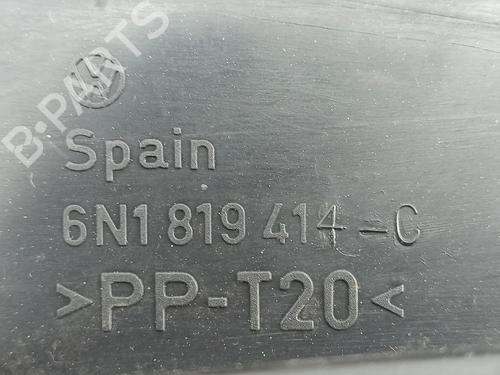 B-PARTS
Spain
6N1 819 414-C
>PP-T20<